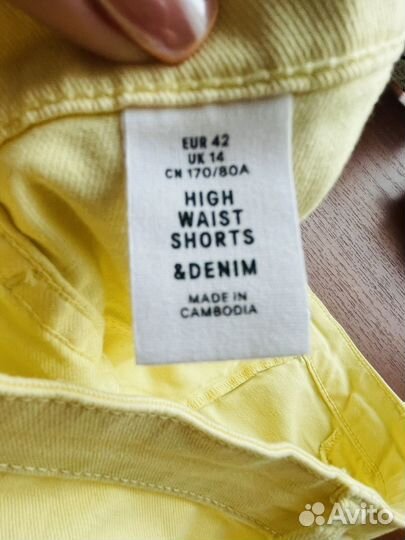 EUR 42
UK 14
CN 170/80A
HIGH
WAIST
SHORTS
&DENIM
MADE IN
CAMBODIA
Avito